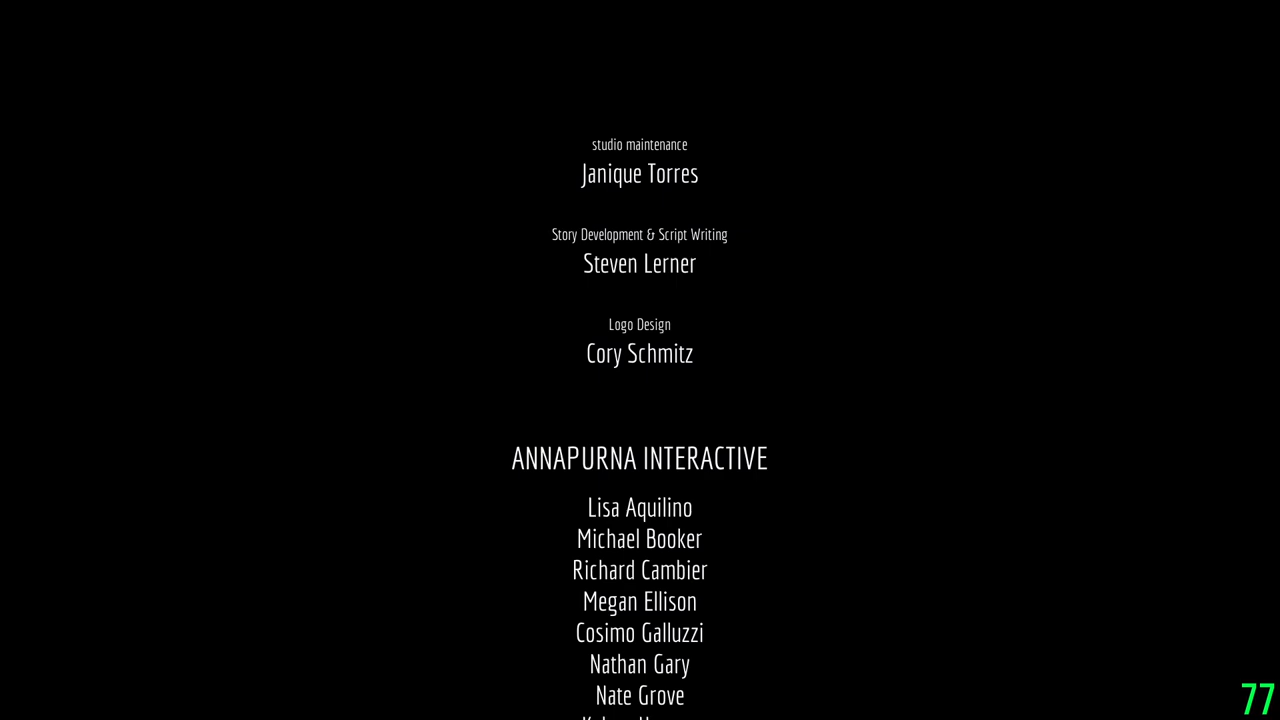 studio maintenance
Janique Torres
Story Development & Script Writing
Steven Lerner
Logo Design
Cory Schmitz
ANNAPURNA INTERACTIVE
Lisa Aquilino
Michael Booker
Richard Cambier
Megan Ellison
Cosimo Galluzzi
Nathan Gary
Nate Grove
77